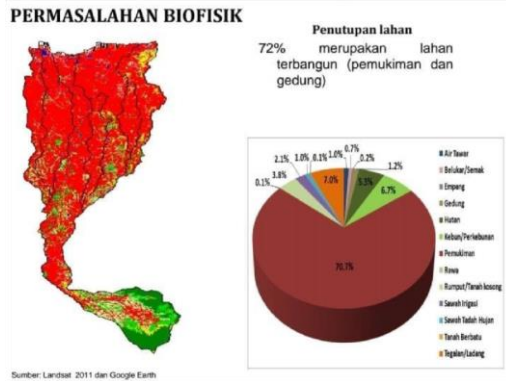 PERMASALAHAN BIOFISIK
Penutupan lahan
72% merupakan lahan
terbangun (pemukiman dan
gedung)
0.1%
3.8%
2.1%
1.0%
0.1%
1.0%
0.7%
0.2%
1.2%
7.0%
5.3%
6.7%
70.7%
Air Tawar
Belukar/Semak
Empang
Gedung
Hutan
Kebun/Perkebunan
Pemukiman
Rawa
Rumput/Tanah kosong
Sawah Irigasi
Sawah Tadah Hujan
Tanah Berbatu
Tegalan/Ladang
Sumber: Landsat 2011 dan Google Earth